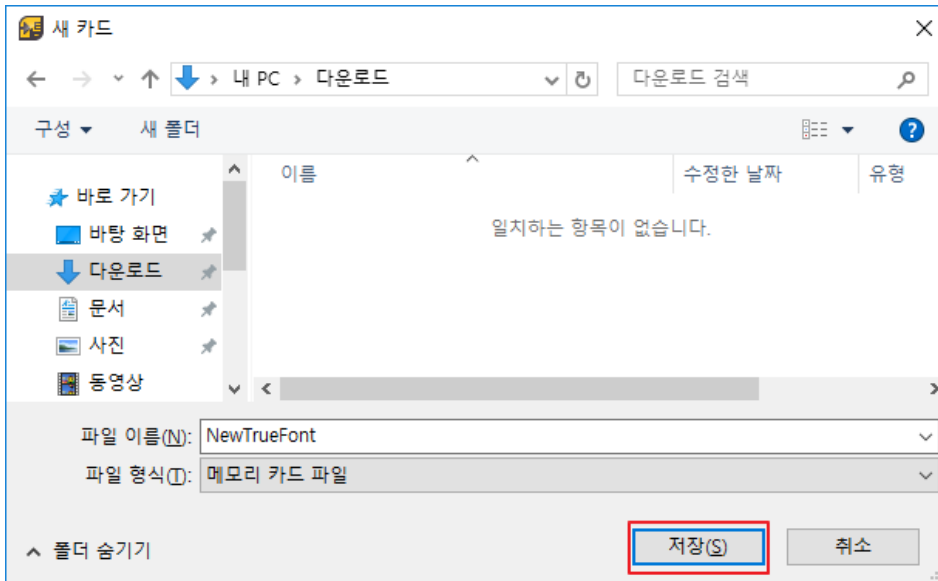 새 카드
내 PC > 다운로드
다운로드 검색
구성
새 폴더
이름
수정한 날짜
유형
일치하는 항목이 없습니다.
바로 가기
바탕 화면
다운로드
문서
사진
동영상
파일 이름(N): NewTrueFont
파일 형식(T): 메모리 카드 파일
폴더 숨기기
저장(S)
취소